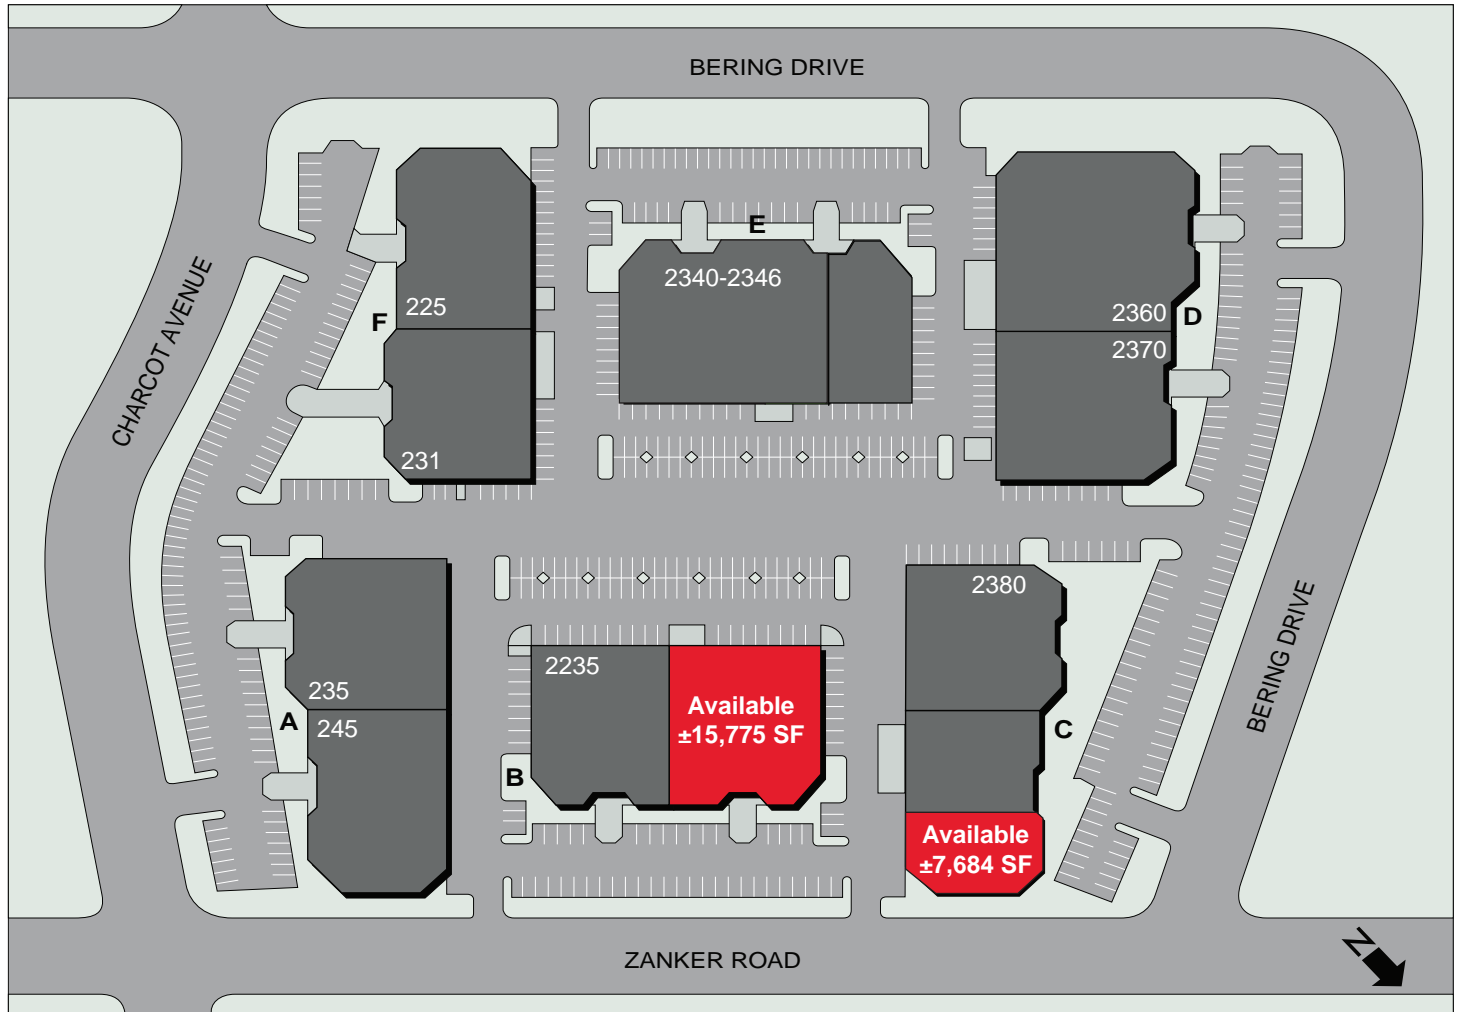 BERING DRIVE
CHARCOT AVENUE
E
2340-2346
225
F
231
2360
D
2370
2380
BERING DRIVE
2235
Available
±15,775 SF
235
A
245
B
C
Available
±7,684 SF
ZANKER ROAD
N